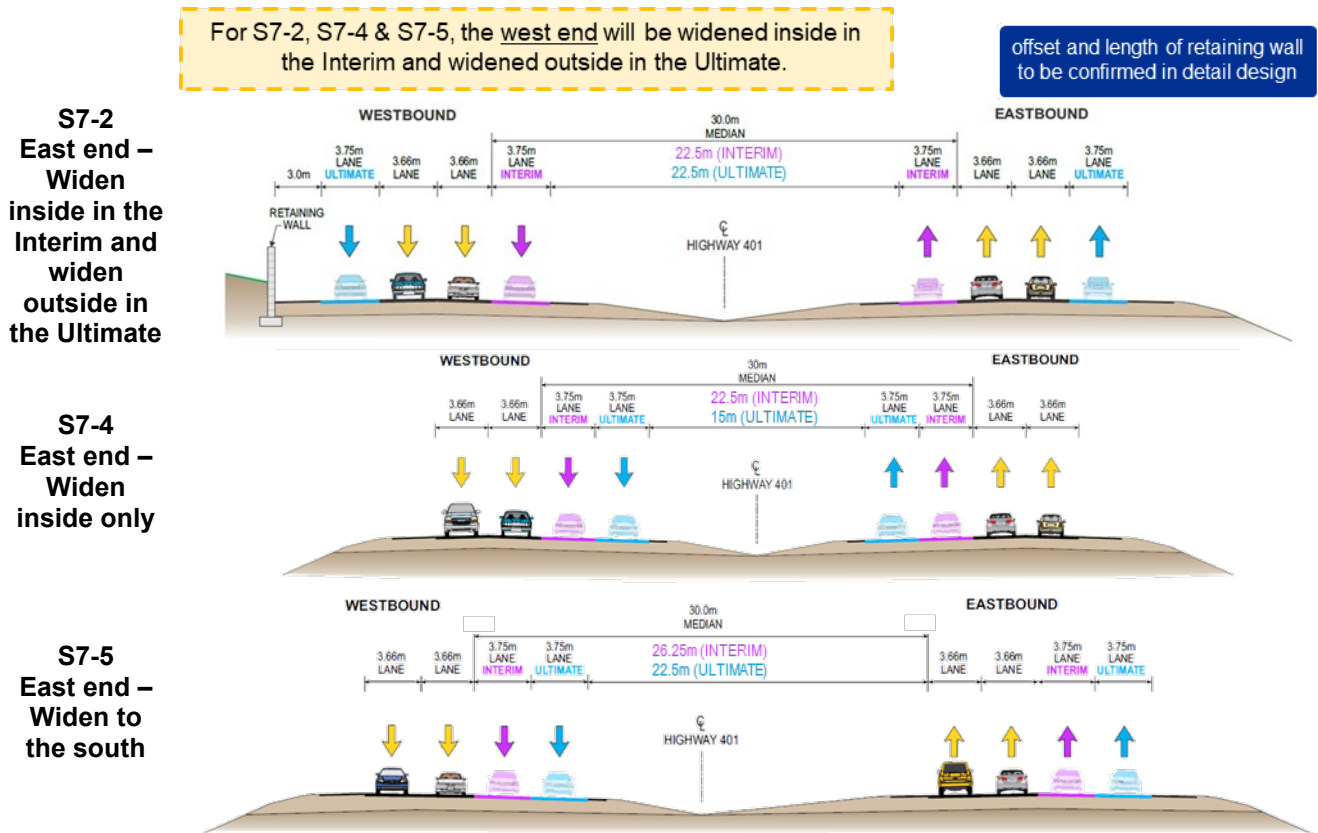 For S7-2, S7-4 & S7-5, the west end will be widened inside in
the Interim and widened outside in the Ultimate.
offset and length of retaining wall
to be confirmed in detail design
S7-2
East end –
Widen
inside in the
Interim and
widen
outside in
the Ultimate
WESTBOUND
EASTBOUND
30.0m
MEDIAN
22.5m (INTERIM)
22.5m (ULTIMATE)
3.0m
3.75m
LANE
ULTIMATE
3.66m
LANE
3.66m
LANE
3.75m
LANE
INTERIM
3.75m
LANE
INTERIM
3.66m
LANE
3.66m
LANE
3.75m
LANE
ULTIMATE
RETAINING
WALL
HIGHWAY 401
S7-4
East end –
Widen
inside only
WESTBOUND
EASTBOUND
30m
MEDIAN
22.5m (INTERIM)
15m (ULTIMATE)
3.66m
LANE
3.66m
LANE
3.75m
LANE
INTERIM
3.75m
LANE
ULTIMATE
3.75m
LANE
ULTIMATE
3.75m
LANE
INTERIM
3.66m
LANE
3.66m
LANE
℄
HIGHWAY 401
S7-5
East end –
Widen to
the south
WESTBOUND
EASTBOUND
30.0m
MEDIAN
26.25m (INTERIM)
22.5m (ULTIMATE)
3.66m
LANE
3.66m
LANE
3.75m
LANE
INTERIM
3.75m
LANE
ULTIMATE
3.66m
LANE
3.66m
LANE
3.75m
LANE
INTERIM
3.75m
LANE
ULTIMATE
℄
HIGHWAY 401